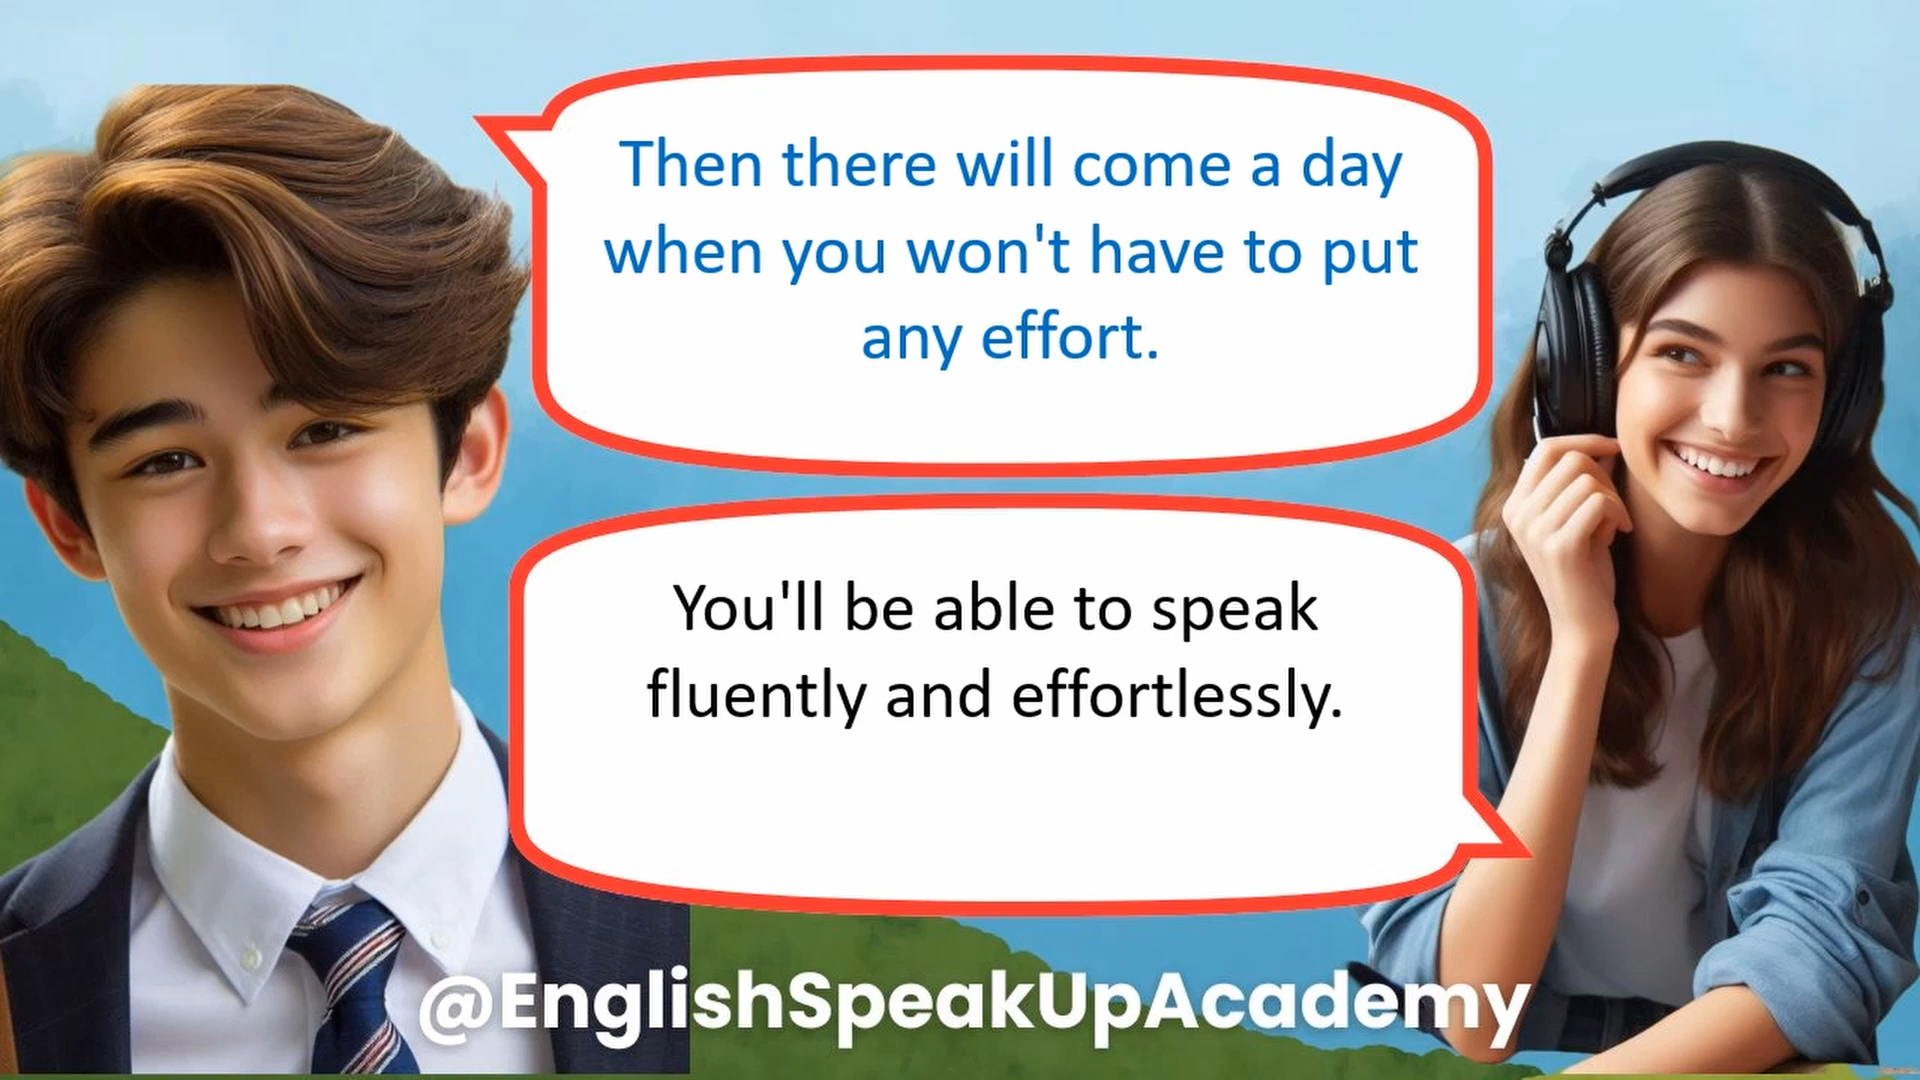 Then there will come a day
when you won't have to put
any effort.
You'll be able to speak
fluently and effortlessly.
@EnglishSpeakUpAcademy